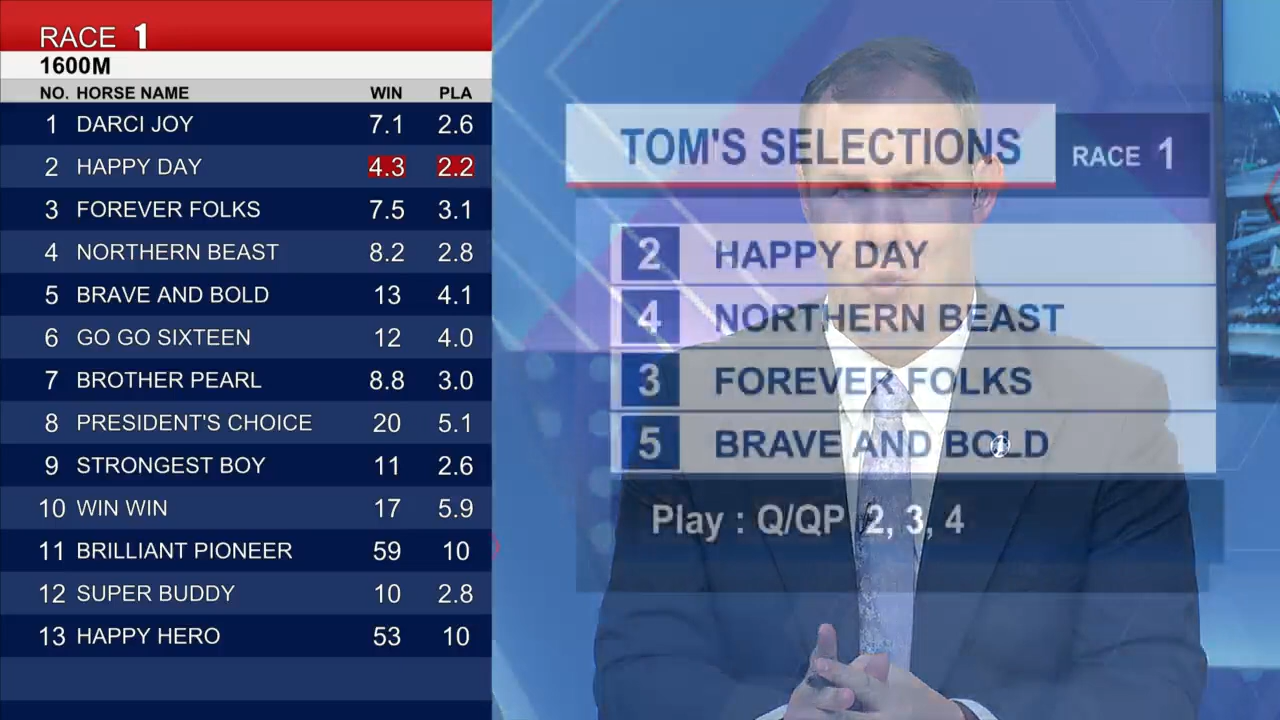 RACE 1
1600M
NO. HORSE NAME WIN PLA
1 DARCI JOY 7.1 2.6
2 HAPPY DAY 4.3 2.2
3 FOREVER FOLKS 7.5 3.1
4 NORTHERN BEAST 8.2 2.8
5 BRAVE AND BOLD 13 4.1
6 GO GO SIXTEEN 12 4.0
7 BROTHER PEARL 8.8 3.0
8 PRESIDENT'S CHOICE 20 5.1
9 STRONGEST BOY 11 2.6
10 WIN WIN 17 5.9
11 BRILLIANT PIONEER 59 10
12 SUPER BUDDY 10 2.8
13 HAPPY HERO 53 10
TOM'S SELECTIONS RACE 1
2 HAPPY DAY
4 NORTHERN BEAST
3 FOREVER FOLKS
5 BRAVE AND BOLD
Play : Q/QP 2, 3, 4